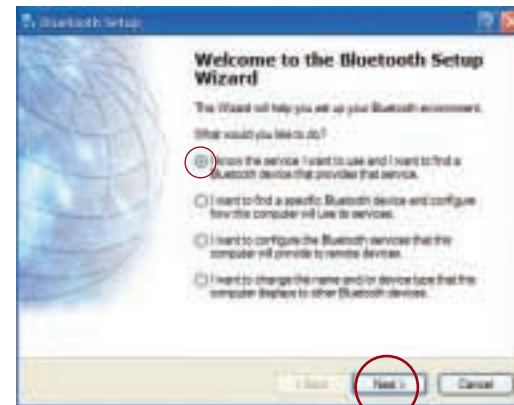 Bluetooth Setup
Welcome to the Bluetooth Setup
Wizard
This Wizard will help you set up your Bluetooth environment.
What would you like to do?
I know the service I want to use and I want to find a
Bluetooth device that provides that service.
I want to find a specific Bluetooth device and configure
how this computer will use its services.
I want to configure the Bluetooth services that this
computer will provide to remote devices.
I want to change the name and/or device type that this
computer displays to other Bluetooth devices.
< Back
Next >
Cancel